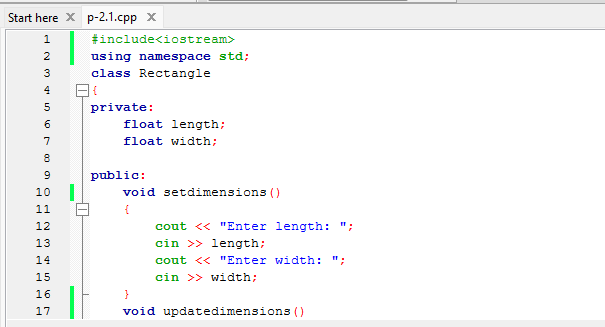 Start here X p-2.1.cpp X
1 #include<iostream>
2 using namespace std;
3 class Rectangle
4 {
5 private:
6 float length;
7 float width;
8
9 public:
10 void setdimensions()
11 {
12 cout << "Enter length: ";
13 cin >> length;
14 cout << "Enter width: ";
15 cin >> width;
16 }
17 void updatedimensions()